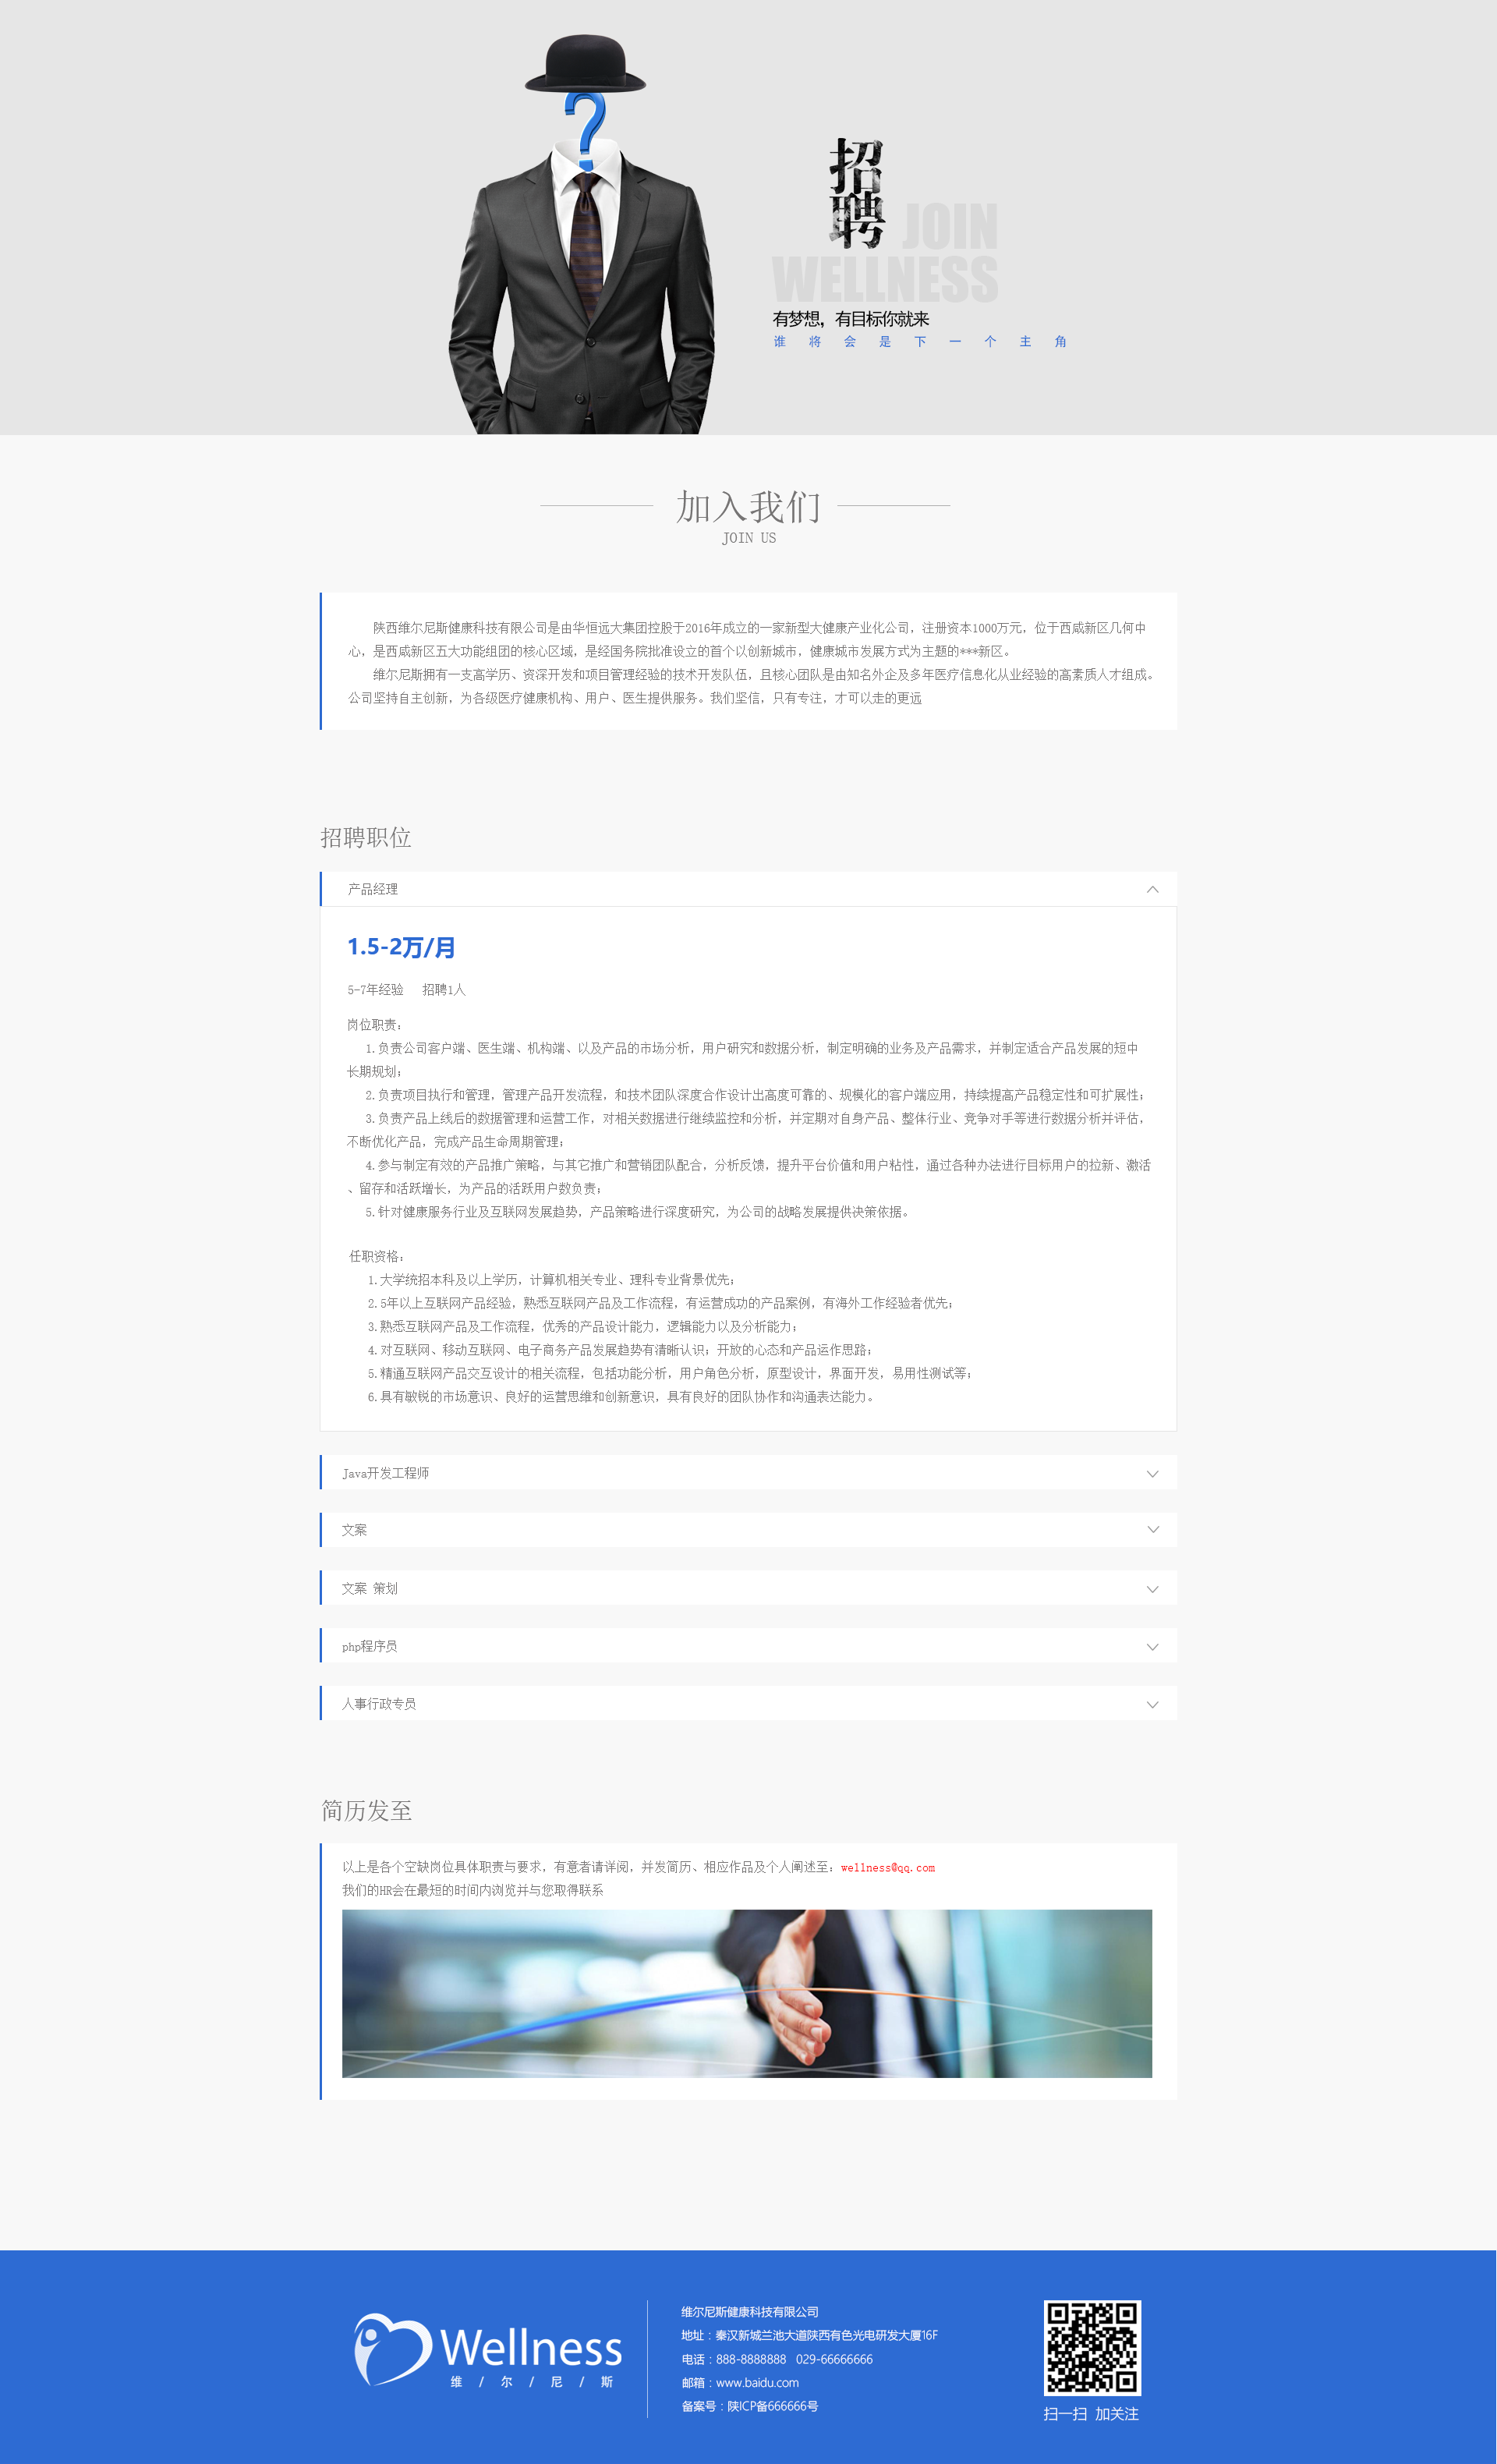 招聘
JOIN
WELLNESS
有梦想，有目标你就来
谁将会是下一个主角
加入我们
JOIN US
陕西维尔尼斯健康科技有限公司是由华恒远大集团控股于2016年成立的一家新型大健康产业化公司，注册资本1000万元，位于西咸新区几何中
心，是西咸新区五大功能组团的核心区域，是经国务院批准设立的首个以创新城市，健康城市发展方式为主题的***新区。
维尔尼斯拥有一支高学历、资深开发和项目管理经验的技术开发队伍，且核心团队是由知名外企及多年医疗信息化从业经验的高素质人才组成。
公司坚持自主创新，为各级医疗健康机构、用户、医生提供服务。我们坚信，只有专注，才可以走的更远
招聘职位
产品经理
1.5-2万/月
5-7年经验 招聘1人
岗位职责：
1.负责公司客户端、医生端、机构端、以及产品的市场分析，用户研究和数据分析，制定明确的业务及产品需求，并制定适合产品发展的短中
长期规划；
2.负责项目执行和管理，管理产品开发流程，和技术团队深度合作设计出高度可靠的、规模化的客户端应用，持续提高产品稳定性和可扩展性；
3.负责产品上线后的数据管理和运营工作，对相关数据进行继续监控和分析，并定期对自身产品、整体行业、竞争对手等进行数据分析并评估，
不断优化产品，完成产品生命周期管理；
4.参与制定有效的产品推广策略，与其它推广和营销团队配合，分析反馈，提升平台价值和用户粘性，通过各种办法进行目标用户的拉新、激活
、留存和活跃增长，为产品的活跃用户数负责；
5.针对健康服务行业及互联网发展趋势，产品策略进行深度研究，为公司的战略发展提供决策依据。
任职资格：
1.大学统招本科及以上学历，计算机相关专业、理科专业背景优先；
2.5年以上互联网产品经验，熟悉互联网产品及工作流程，有运营成功的产品案例，有海外工作经验者优先；
3.熟悉互联网产品及工作流程，优秀的产品设计能力，逻辑能力以及分析能力；
4.对互联网、移动互联网、电子商务产品发展趋势有清晰认识；开放的心态和产品运作思路；
5.精通互联网产品交互设计的相关流程，包括功能分析，用户角色分析，原型设计，界面开发，易用性测试等；
6.具有敏锐的市场意识、良好的运营思维和创新意识，具有良好的团队协作和沟通表达能力。
Java开发工程师
文案
文案 策划
php程序员
人事行政专员
简历发至
以上是各个空缺岗位具体职责与要求，有意者请详阅，并发简历、相应作品及个人阐述至：wellness@qq.com
我们的HR会在最短的时间内浏览并与您取得联系
Wellness
维 / 尔 / 尼 / 斯
维尔尼斯健康科技有限公司
地址：秦汉新城兰池大道陕西有色光电研发大厦16F
电话：888-8888888 029-66666666
邮箱：www.baidu.com
备案号：陕ICP备666666号
扫一扫 加关注